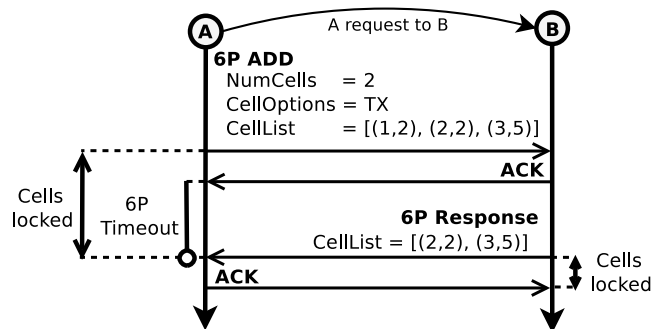 A
A request to B
B
6P ADD
NumCells = 2
CellOptions = TX
CellList = [(1,2), (2,2), (3,5)]
ACK
Cells
locked
6P
Timeout
6P Response
CellList = [(2,2), (3,5)]
ACK
Cells
locked